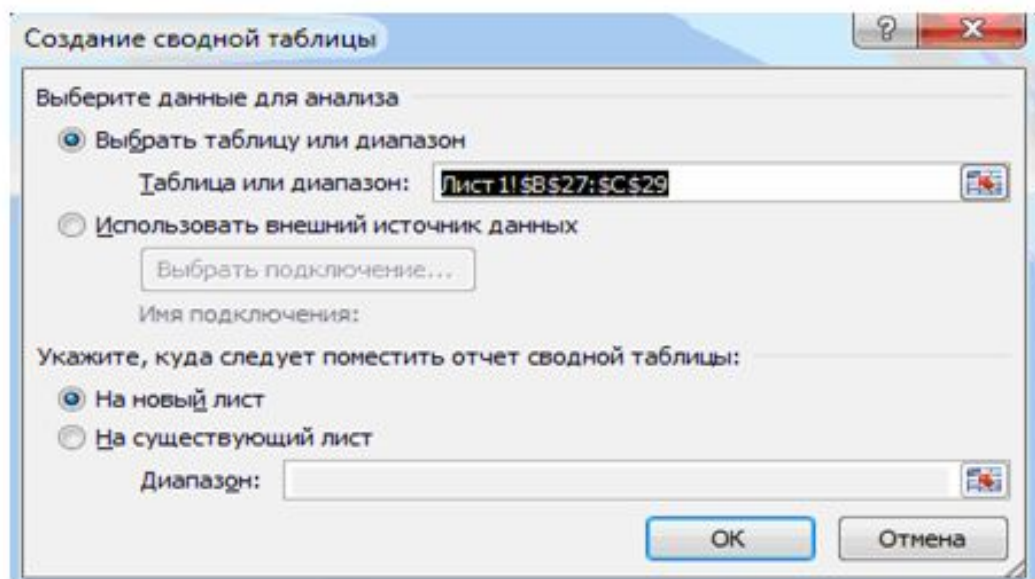 Создание сводной таблицы
Выберите данные для анализа
Выбрать таблицу или диапазон
Таблица или диапазон: Лист1!$B$27:$C$29
Использовать внешний источник данных
Выбрать подключение...
Имя подключения:
Укажите, куда следует поместить отчет сводной таблицы:
На новый лист
На существующий лист
Диапазон:
ОК Отмена